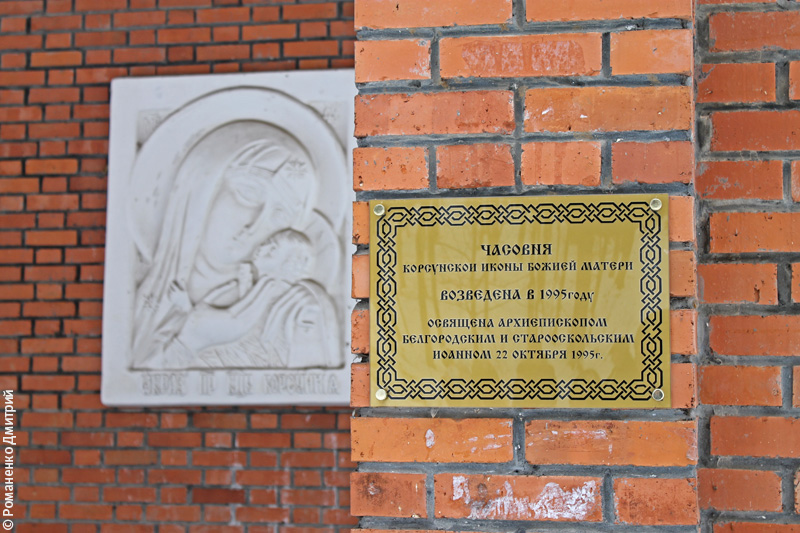 ЧАСОВНЯ
КОРСУНСКОЙ ИКОНЫ БОЖИЕЙ МАТЕРИ
ВОЗВЕДЕНА В 1995году
ОСВЯЩЕНА АРХИЕПИСКОПОМ
БЕЛГОРОДСКИМ И СТАРООСКОЛЬСКИМ
ИОАННОМ 22 ОКТЯБРЯ 1995г.
© Романенко Дмитрий